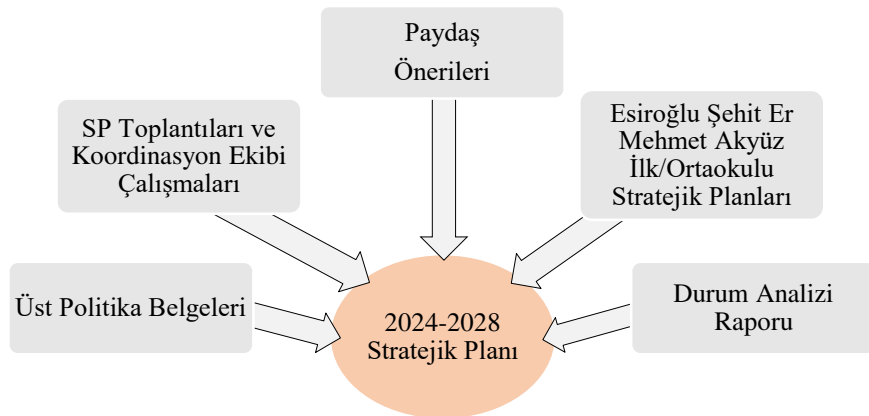 Paydaş
Önerileri
SP Toplantıları ve
Koordinasyon Ekibi
Çalışmaları
Esiroğlu Şehit Er
Mehmet Akyüz
İlk/Ortaokulu
Stratejik Planları
Üst Politika Belgeleri
2024-2028
Stratejik Planı
Durum Analizi
Raporu